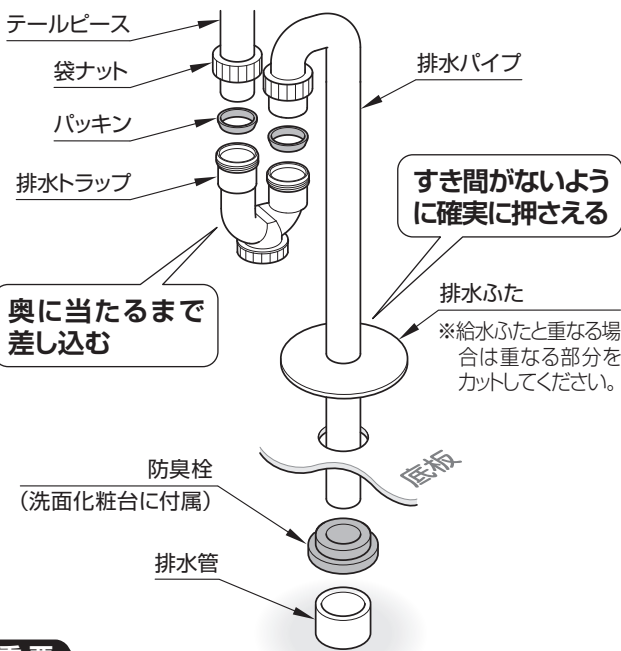 テールピース
袋ナット
パッキン
排水トラップ
排水パイプ
すき間がないよう
に確実に押さえる
奥に当たるまで
差し込む
排水ふた
※給水ふたと重なる場
合は重なる部分を
カットしてください。
底板
防臭栓
(洗面化粧台に付属)
排水管